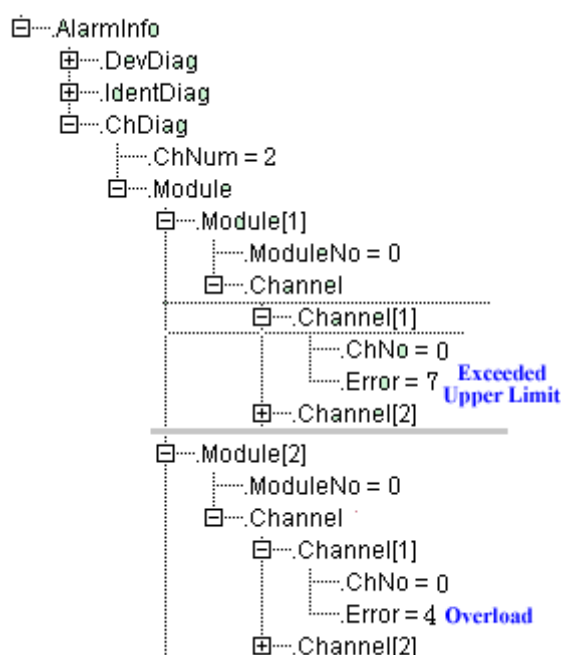 .AlarmInfo
.DevDiag
.IdentDiag
.ChDiag
.ChNum = 2
.Module
.Module[1]
.ModuleNo = 0
.Channel
.Channel[1]
.ChNo = 0
.Error = 7 Exceeded
Upper Limit
.Channel[2]
.Module[2]
.ModuleNo = 0
.Channel
.Channel[1]
.ChNo = 0
.Error = 4 Overload
.Channel[2]